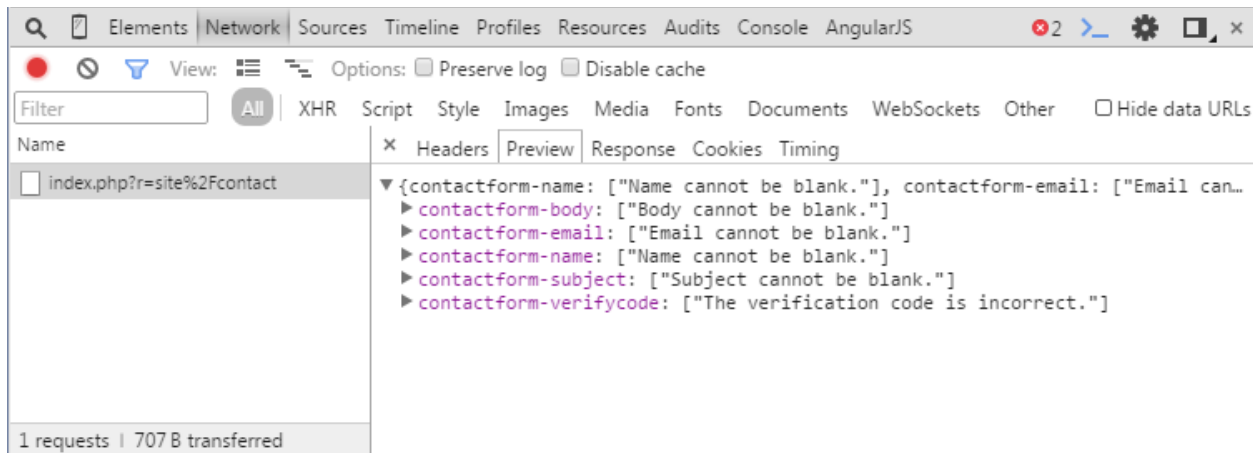 Elements Network Sources Timeline Profiles Resources Audits Console AngularJS 2
View: Options: Preserve log Disable cache
Filter All XHR Script Style Images Media Fonts Documents WebSockets Other Hide data URLs
Name × Headers Preview Response Cookies Timing
index.php?r=site%2Fcontact
▼{contactform-name: ["Name cannot be blank."], contactform-email: ["Email can…
▶contactform-body: ["Body cannot be blank."]
▶contactform-email: ["Email cannot be blank."]
▶contactform-name: ["Name cannot be blank."]
▶contactform-subject: ["Subject cannot be blank."]
▶contactform-verifycode: ["The verification code is incorrect."]
1 requests | 707 B transferred